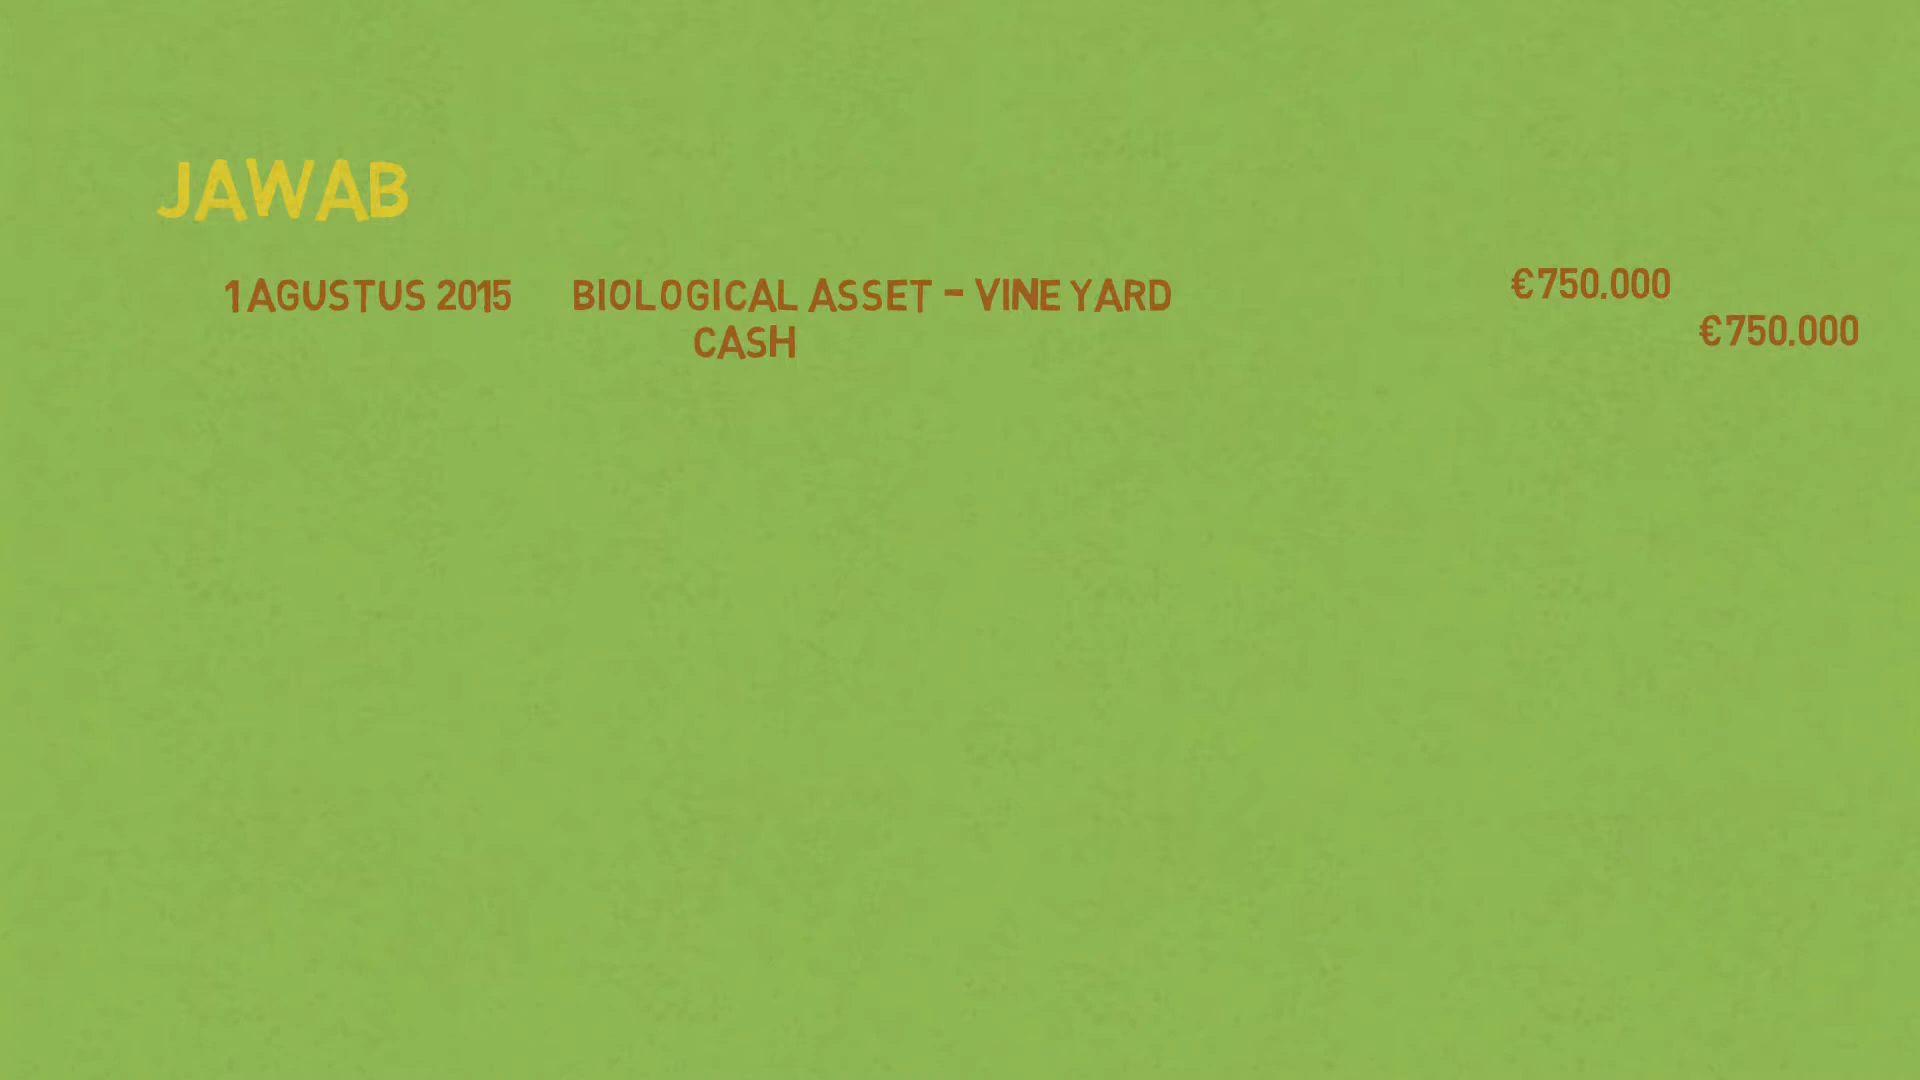 JAWAB
1 AGUSTUS 2015 BIOLOGICAL ASSET – VINE YARD €750.000
CASH €750.000